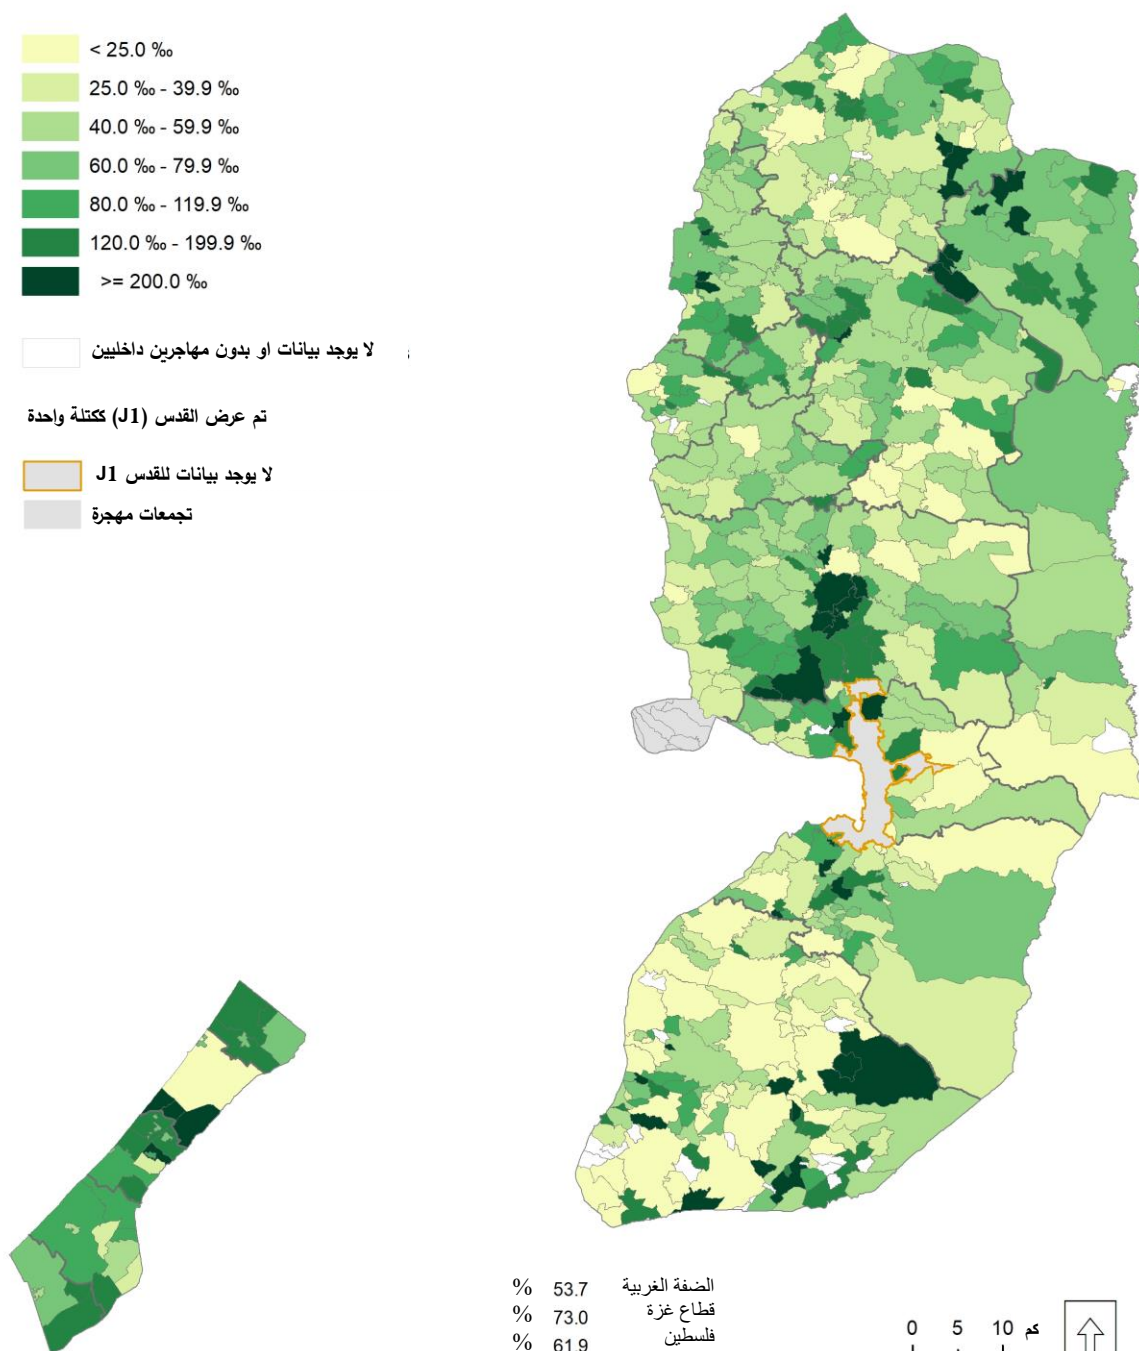 < 25.0 ‰
25.0 ‰ - 39.9 ‰
40.0 ‰ - 59.9 ‰
60.0 ‰ - 79.9 ‰
80.0 ‰ - 119.9 ‰
120.0 ‰ - 199.9 ‰
>= 200.0 ‰
لا يوجد بيانات او بدون مهاجرين داخليين
تم عرض القدس (J1) ككتلة واحدة
لا يوجد بيانات للقدس J1
تجمعات مهجرة
الضفة الغربية 53.7 %
قطاع غزة 73.0 %
فلسطين 61.9 %
0 5 10 كم